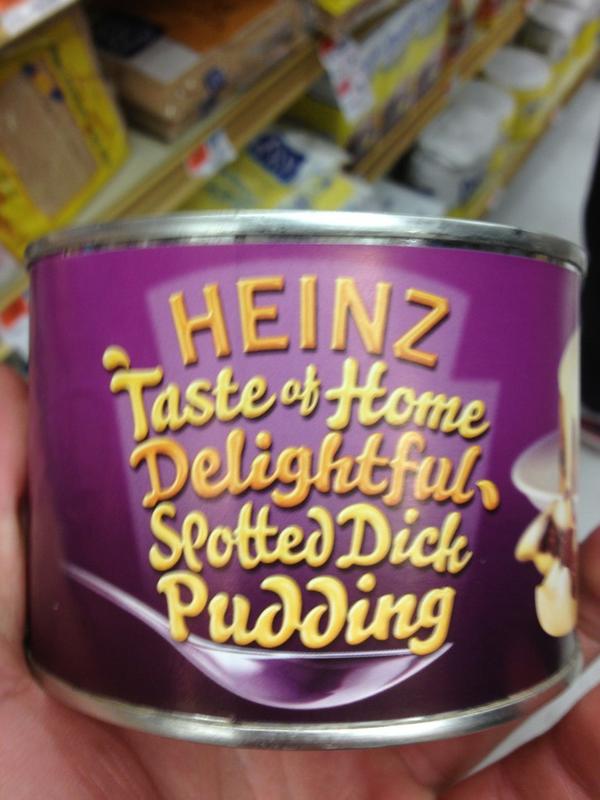 HEINZ
Taste of Home
Delightful
Spotted Dick
Pudding